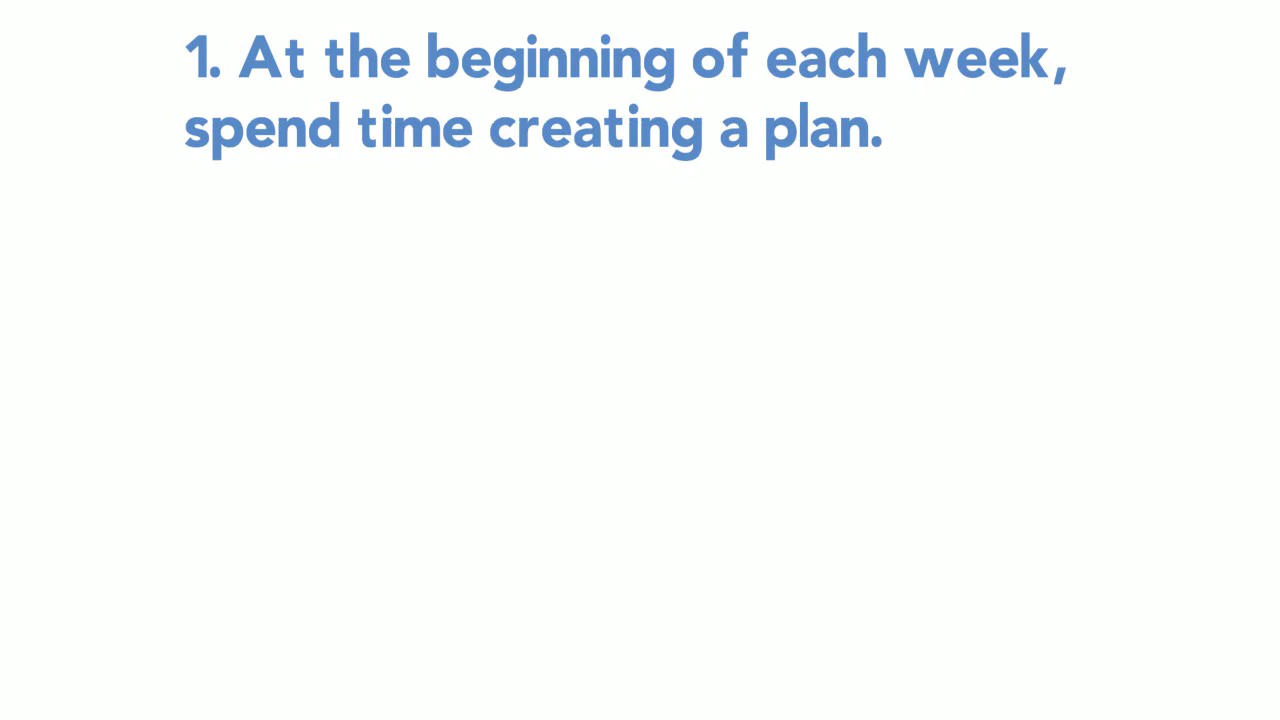 1. At the beginning of each week,
spend time creating a plan.